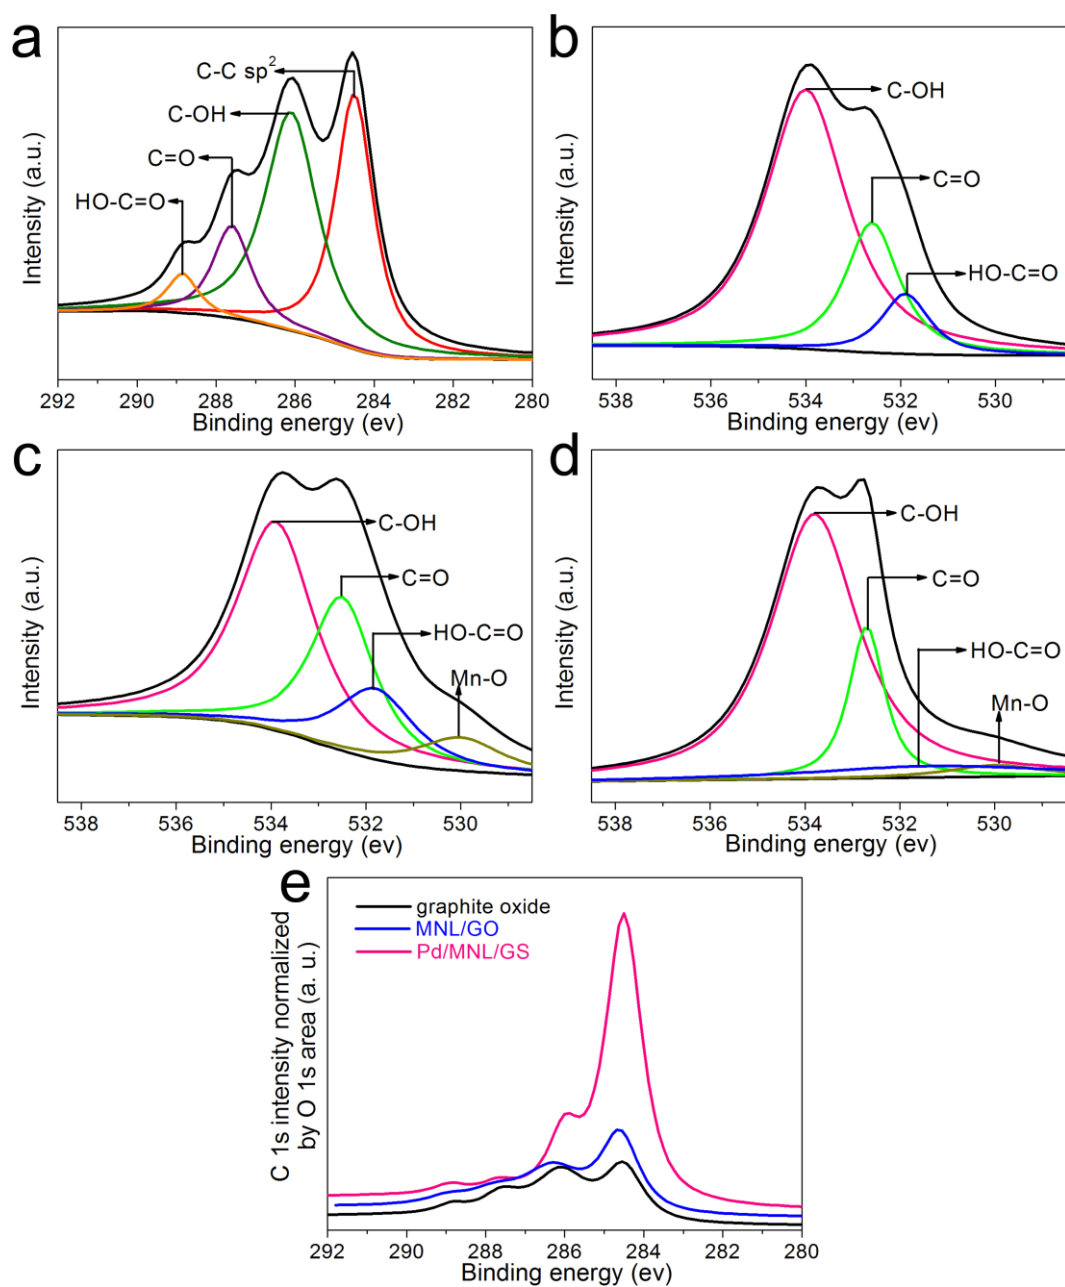 a
C-C sp²
C-OH
C=O
HO-C=O
Intensity (a.u.)
292 290 288 286 284 282 280
Binding energy (ev)
b
C-OH
C=O
HO-C=O
Intensity (a.u.)
538 536 534 532 530
Binding energy (ev)
c
C-OH
C=O
HO-C=O
Mn-O
Intensity (a.u.)
538 536 534 532 530
Binding energy (ev)
d
C-OH
C=O
HO-C=O
Mn-O
Intensity (a.u.)
538 536 534 532 530
Binding energy (ev)
e
graphite oxide
MNL/GO
Pd/MNL/GS
C 1s intensity normalized
by O 1s area (a. u.)
292 290 288 286 284 282 280
Binding energy (ev)